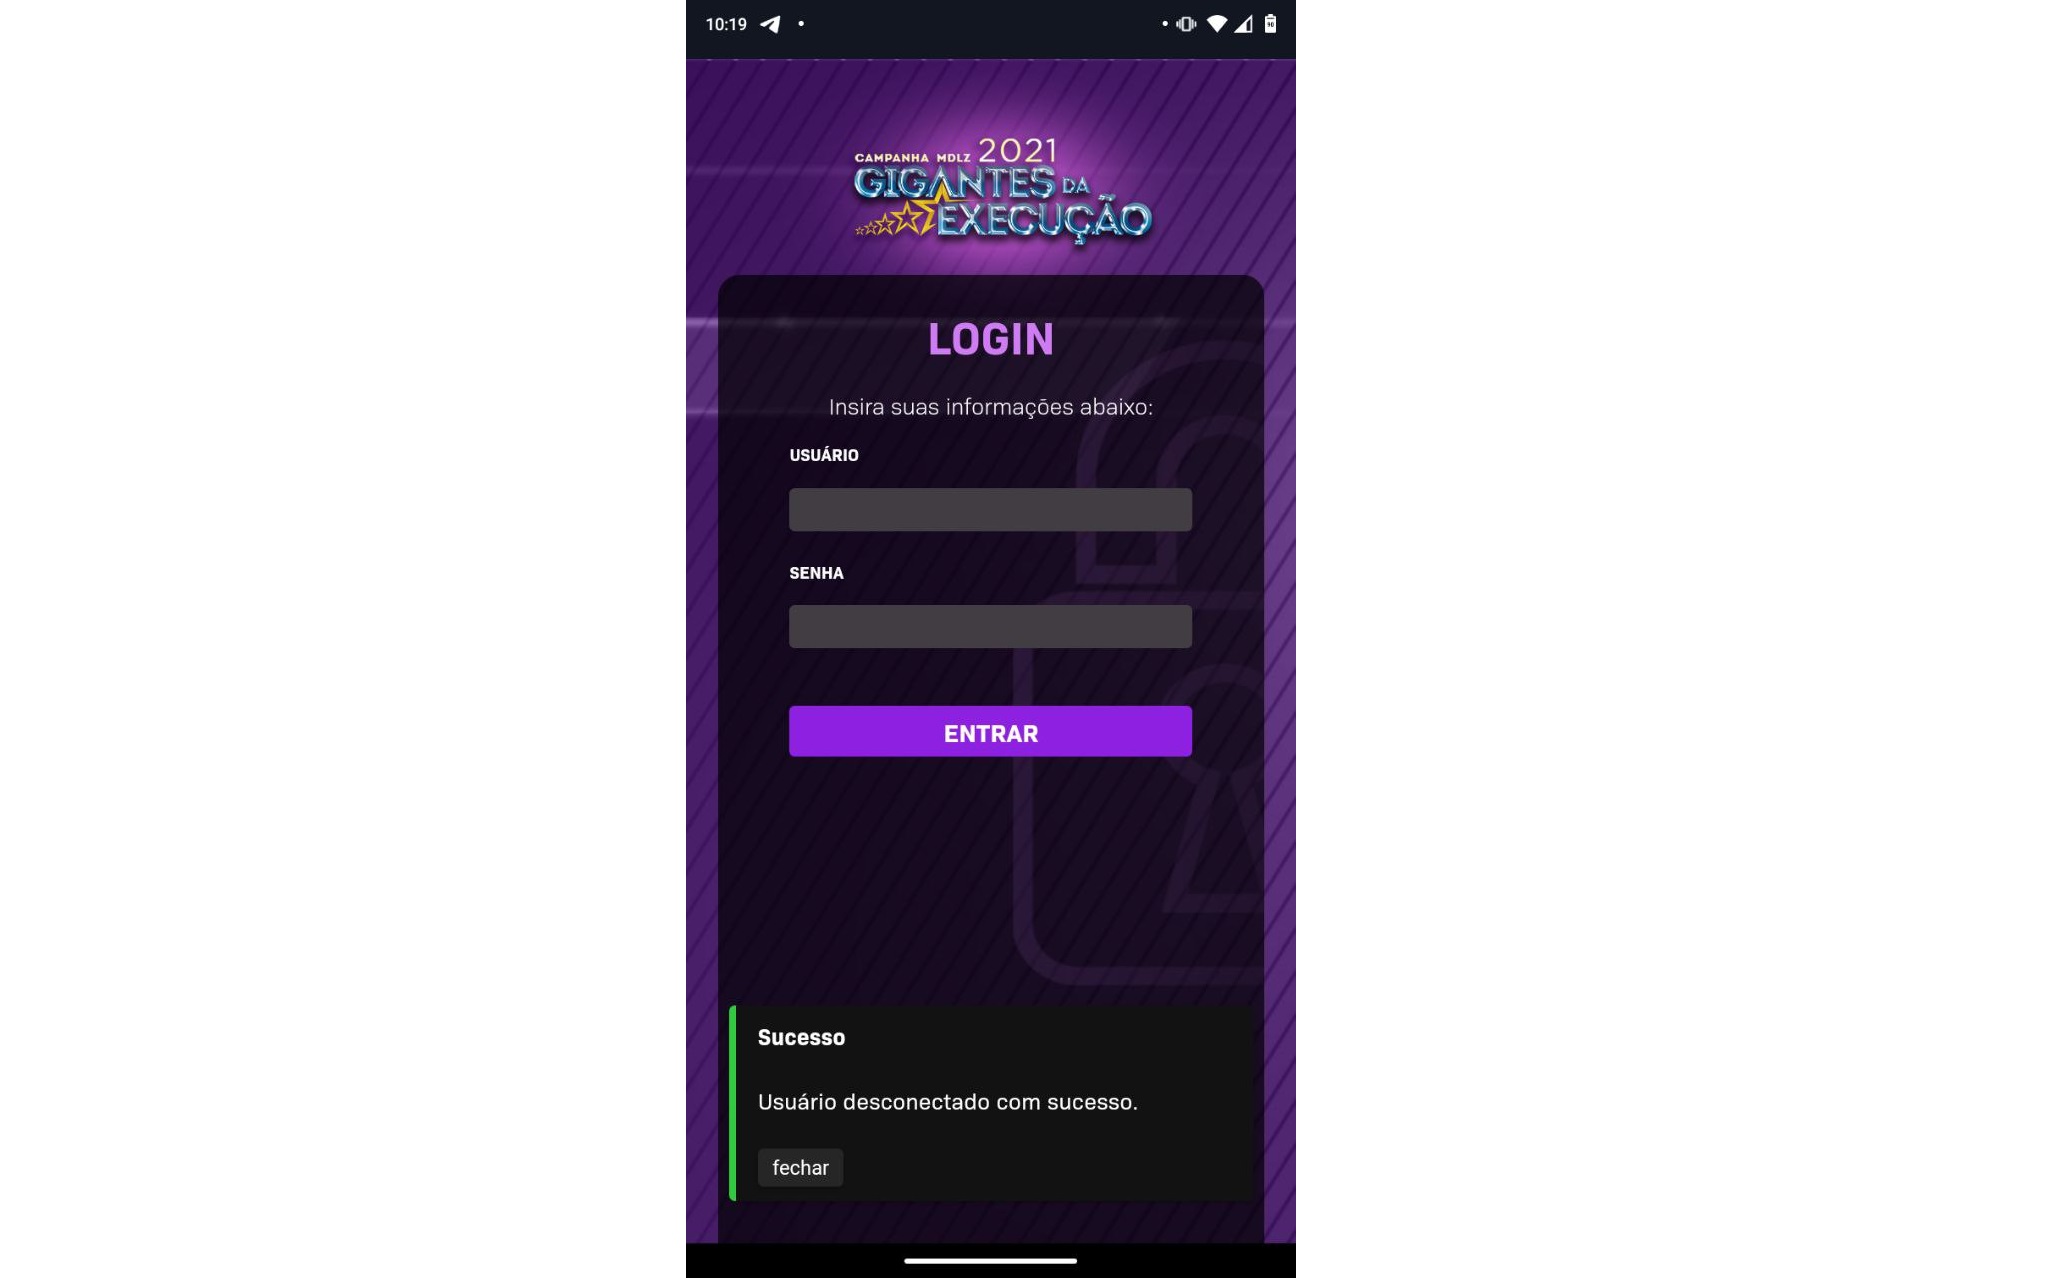 10:19
90
CAMPANHA MDLZ 2021
GIGANTES DA
EXECUÇÃO
LOGIN
Insira suas informações abaixo:
USUÁRIO
SENHA
ENTRAR
Sucesso
Usuário desconectado com sucesso.
fechar